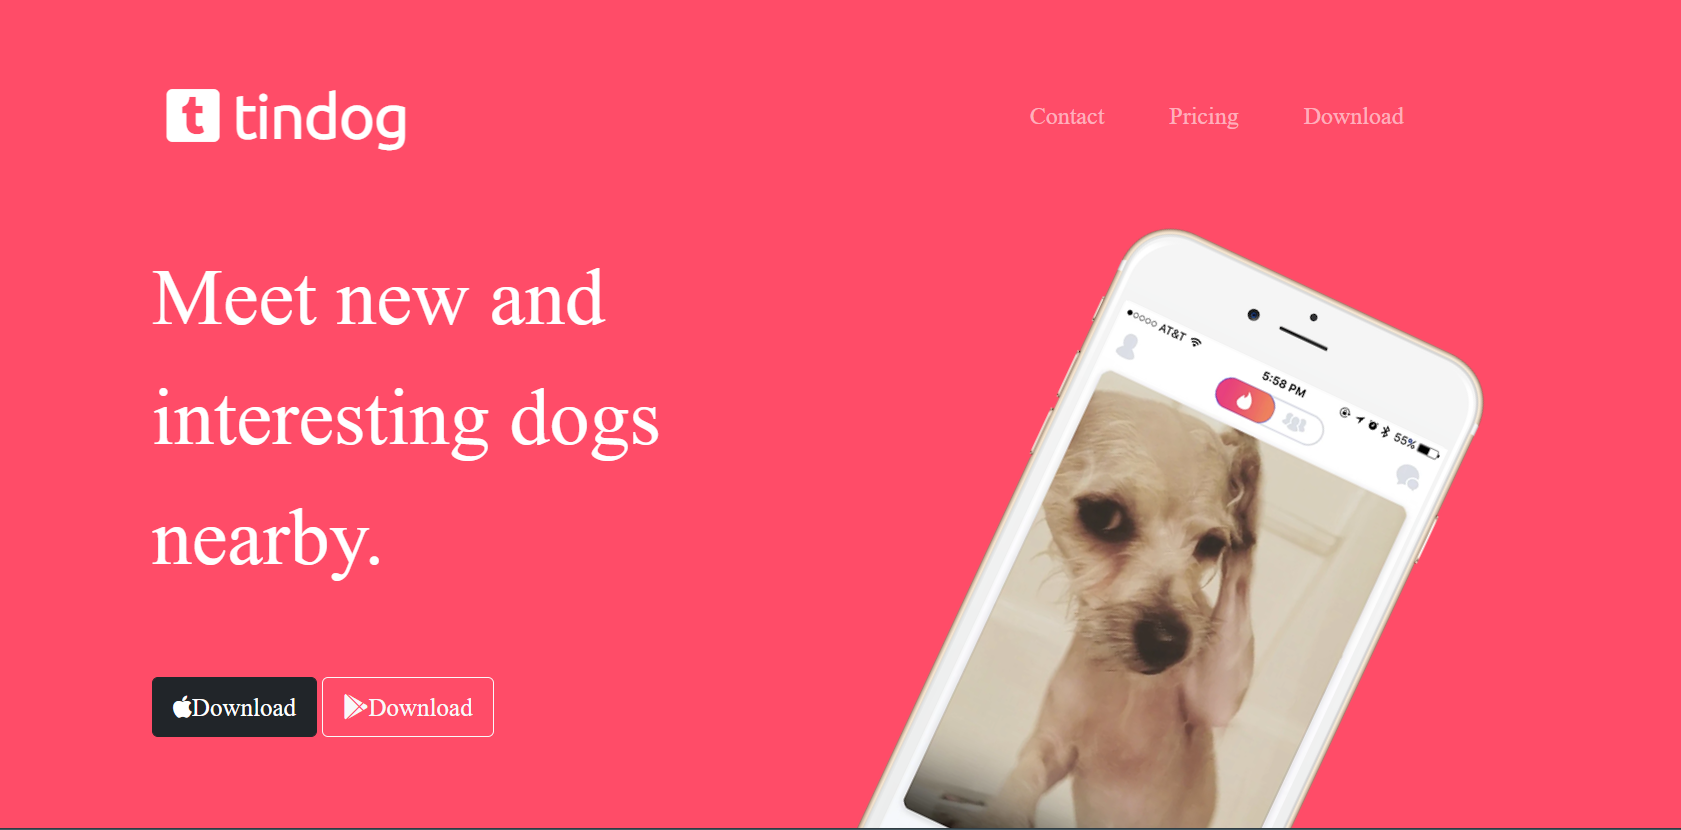 t tindog
Contact Pricing Download
Meet new and
interesting dogs
nearby.
AT&T 5:58 PM 55%
Download Download